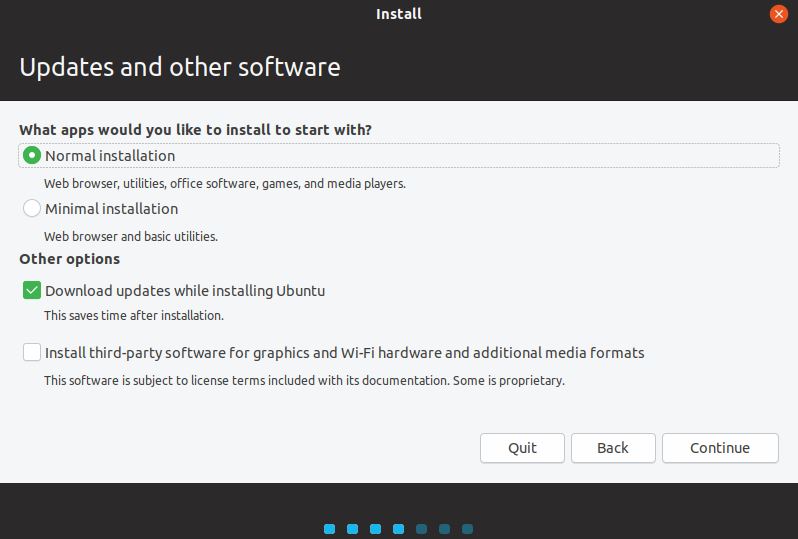 Install
Updates and other software
What apps would you like to install to start with?
Normal installation
Web browser, utilities, office software, games, and media players.
Minimal installation
Web browser and basic utilities.
Other options
Download updates while installing Ubuntu
This saves time after installation.
Install third-party software for graphics and Wi-Fi hardware and additional media formats
This software is subject to license terms included with its documentation. Some is proprietary.
Quit Back Continue